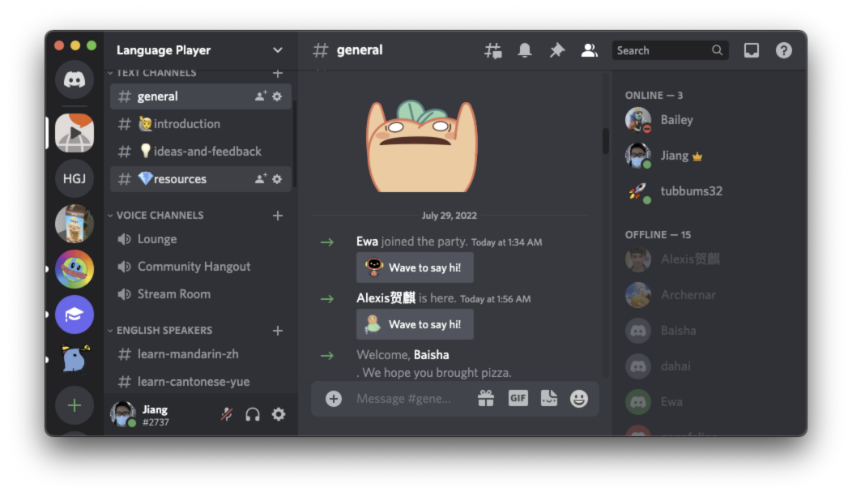 Language Player
TEXT CHANNELS
general
introduction
ideas-and-feedback
resources
VOICE CHANNELS
Lounge
Community Hangout
Stream Room
ENGLISH SPEAKERS
learn-mandarin-zh
learn-cantonese-yue
Jiang
#2737
HGJ
general
Search
July 29, 2022
Ewa joined the party. Today at 1:34 AM
Wave to say hi!
Alexis贺麒 is here. Today at 1:56 AM
Wave to say hi!
Welcome, Baisha
. We hope you brought pizza.
Message #gene...
GIF
ONLINE — 3
Bailey
Jiang
tubbums32
OFFLINE — 15
Alexis贺麒
Archernar
Baisha
dahai
Ewa